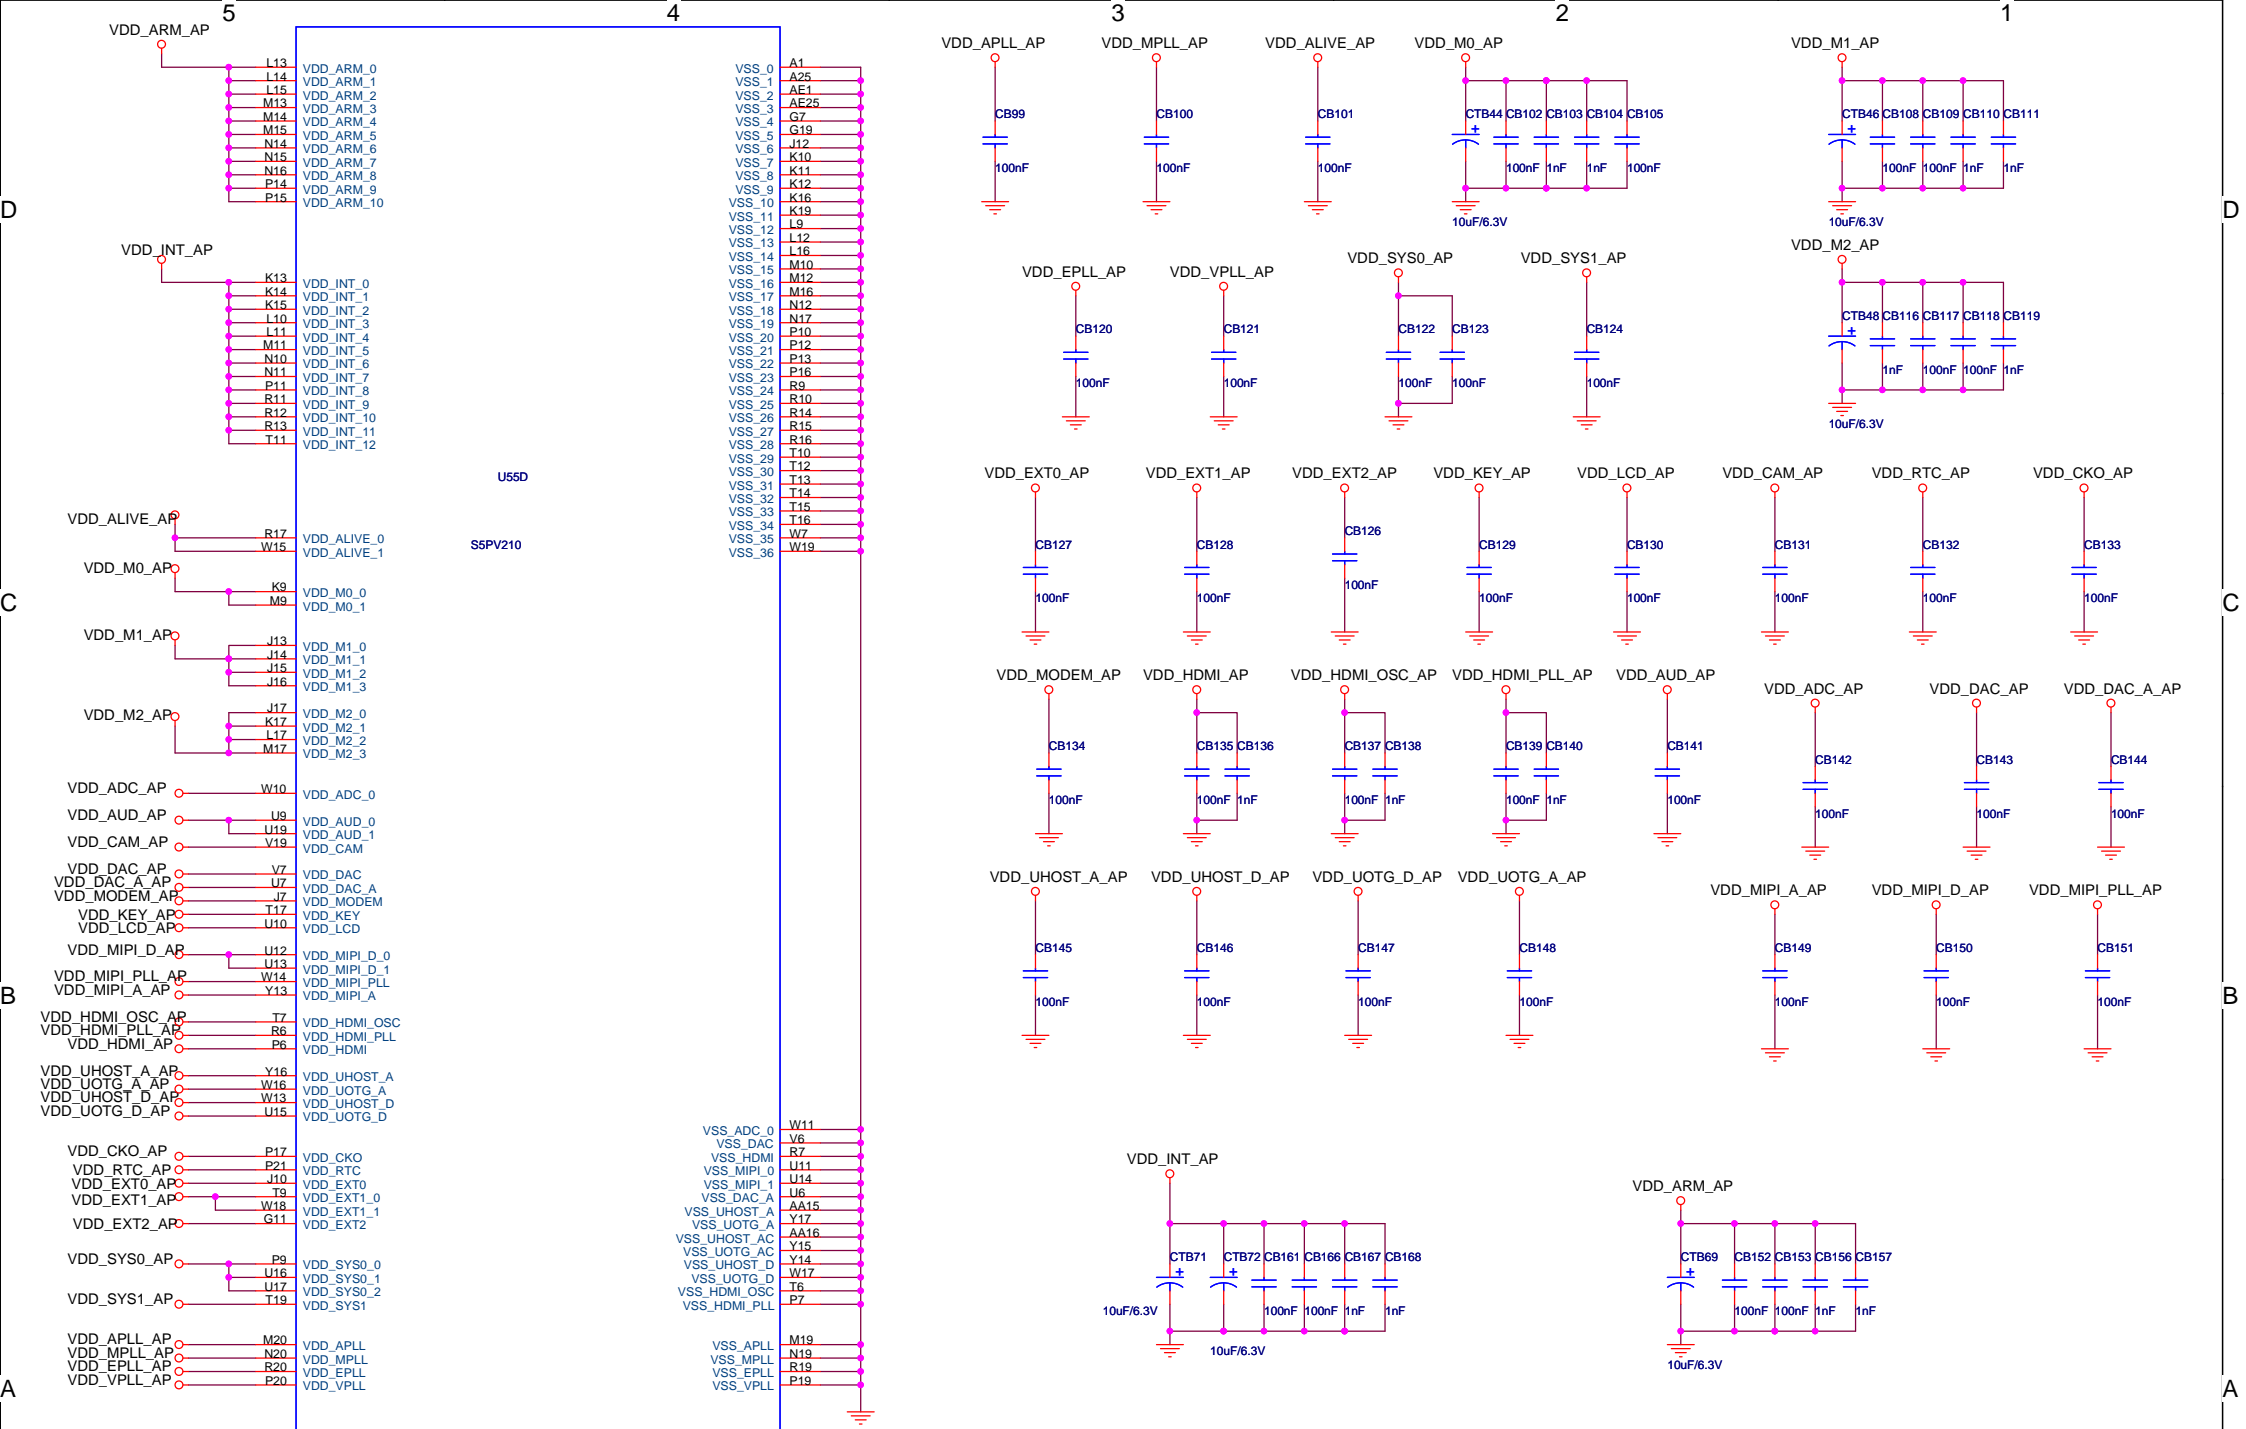 5 4 3 2 1
VDD_ARM_AP
L13 VDD_ARM_0
L14 VDD_ARM_1
L15 VDD_ARM_2
M13 VDD_ARM_3
M14 VDD_ARM_4
M15 VDD_ARM_5
N14 VDD_ARM_6
N15 VDD_ARM_7
N16 VDD_ARM_8
P14 VDD_ARM_9
P15 VDD_ARM_10
VDD_INT_AP
K13 VDD_INT_0
K14 VDD_INT_1
K15 VDD_INT_2
L10 VDD_INT_3
L11 VDD_INT_4
M11 VDD_INT_5
N10 VDD_INT_6
N11 VDD_INT_7
P11 VDD_INT_8
R11 VDD_INT_9
R12 VDD_INT_10
R13 VDD_INT_11
T11 VDD_INT_12
U55D
S5PV210
VDD_ALIVE_AP
R17 VDD_ALIVE_0
W15 VDD_ALIVE_1
VDD_M0_AP
K9 VDD_M0_0
M9 VDD_M0_1
VDD_M1_AP
J13 VDD_M1_0
J14 VDD_M1_1
J15 VDD_M1_2
J16 VDD_M1_3
VDD_M2_AP
J17 VDD_M2_0
K17 VDD_M2_1
L17 VDD_M2_2
M17 VDD_M2_3
VDD_ADC_AP W10 VDD_ADC_0
VDD_AUD_AP U9 VDD_AUD_0
U19 VDD_AUD_1
VDD_CAM_AP V19 VDD_CAM
VDD_DAC_AP V7 VDD_DAC
VDD_DAC_A_AP U7 VDD_DAC_A
VDD_MODEM_AP J7 VDD_MODEM
VDD_KEY_AP T17 VDD_KEY
VDD_LCD_AP U10 VDD_LCD
VDD_MIPI_D_AP U12 VDD_MIPI_D_0
U13 VDD_MIPI_D_1
VDD_MIPI_PLL_AP W14 VDD_MIPI_PLL
VDD_MIPI_A_AP Y13 VDD_MIPI_A
VDD_HDMI_OSC_AP T7 VDD_HDMI_OSC
VDD_HDMI_PLL_AP R6 VDD_HDMI_PLL
VDD_HDMI_AP P6 VDD_HDMI
VDD_UHOST_A_AP Y16 VDD_UHOST_A
VDD_UOTG_A_AP W16 VDD_UOTG_A
VDD_UHOST_D_AP W13 VDD_UHOST_D
VDD_UOTG_D_AP U15 VDD_UOTG_D
VDD_CKO_AP P17 VDD_CKO
VDD_RTC_AP P21 VDD_RTC
VDD_EXT0_AP J10 VDD_EXT0
VDD_EXT1_AP T9 VDD_EXT1_0
W18 VDD_EXT1_1
VDD_EXT2_AP G11 VDD_EXT2
VDD_SYS0_AP P9 VDD_SYS0_0
U16 VDD_SYS0_1
U17 VDD_SYS0_2
VDD_SYS1_AP T19 VDD_SYS1
VDD_APLL_AP M20 VDD_APLL
VDD_MPLL_AP N20 VDD_MPLL
VDD_EPLL_AP R20 VDD_EPLL
VDD_VPLL_AP P20 VDD_VPLL
VSS_0 A1
VSS_1 A25
VSS_2 AE1
VSS_3 AE25
VSS_4 G7
VSS_5 G19
VSS_6 J12
VSS_7 K10
VSS_8 K11
VSS_9 K12
VSS_10 K16
VSS_11 K19
VSS_12 L9
VSS_13 L12
VSS_14 L16
VSS_15 M10
VSS_16 M12
VSS_17 M16
VSS_18 N12
VSS_19 N17
VSS_20 P10
VSS_21 P12
VSS_22 P13
VSS_23 P16
VSS_24 R9
VSS_25 R10
VSS_26 R14
VSS_27 R15
VSS_28 R16
VSS_29 T10
VSS_30 T12
VSS_31 T13
VSS_32 T14
VSS_33 T15
VSS_34 T16
VSS_35 W7
VSS_36 W19
VSS_ADC_0 W11
VSS_DAC V6
VSS_HDMI R7
VSS_MIPI_0 U11
VSS_MIPI_1 U14
VSS_DAC_A U6
VSS_UHOST_A AA15
VSS_UOTG_A Y17
VSS_UHOST_AC AA16
VSS_UOTG_AC Y15
VSS_UHOST_D Y14
VSS_UOTG_D W17
VSS_HDMI_OSC T6
VSS_HDMI_PLL P7
VSS_APLL M19
VSS_MPLL N19
VSS_EPLL R19
VSS_VPLL P19
VDD_APLL_AP VDD_MPLL_AP VDD_ALIVE_AP VDD_M0_AP VDD_M1_AP
CB99 CB100 CB101 CTB44 CB102 CB103 CB104 CB105 CTB46 CB108 CB109 CB110 CB111
+ +
100nF 100nF 100nF 100nF 1nF 1nF 100nF 100nF 100nF 1nF 1nF
D D
10uF/6.3V 10uF/6.3V
VDD_EPLL_AP VDD_VPLL_AP VDD_SYS0_AP VDD_SYS1_AP VDD_M2_AP
CB120 CB121 CB122 CB123 CB124 CTB48 CB116 CB117 CB118 CB119
+
100nF 100nF 100nF 100nF 100nF 1nF 100nF 100nF 1nF
10uF/6.3V
VDD_EXT0_AP VDD_EXT1_AP VDD_EXT2_AP VDD_KEY_AP VDD_LCD_AP VDD_CAM_AP VDD_RTC_AP VDD_CKO_AP
CB127 CB128 CB126 CB129 CB130 CB131 CB132 CB133
100nF 100nF 100nF 100nF 100nF 100nF 100nF 100nF
C C
VDD_MODEM_AP VDD_HDMI_AP VDD_HDMI_OSC_AP VDD_HDMI_PLL_AP VDD_AUD_AP VDD_ADC_AP VDD_DAC_AP VDD_DAC_A_AP
CB134 CB135 CB136 CB137 CB138 CB139 CB140 CB141 CB142 CB143 CB144
100nF 100nF 1nF 100nF 1nF 100nF 1nF 100nF 100nF 100nF 100nF
VDD_UHOST_A_AP VDD_UHOST_D_AP VDD_UOTG_D_AP VDD_UOTG_A_AP VDD_MIPI_A_AP VDD_MIPI_D_AP VDD_MIPI_PLL_AP
CB145 CB146 CB147 CB148 CB149 CB150 CB151
100nF 100nF 100nF 100nF 100nF 100nF 100nF
B B
VDD_INT_AP VDD_ARM_AP
CTB71 CTB72 CB161 CB166 CB167 CB168 CTB69 CB152 CB153 CB156 CB157
+ + +
10uF/6.3V 100nF 100nF 1nF 1nF 100nF 100nF 1nF 1nF
10uF/6.3V 10uF/6.3V
A A